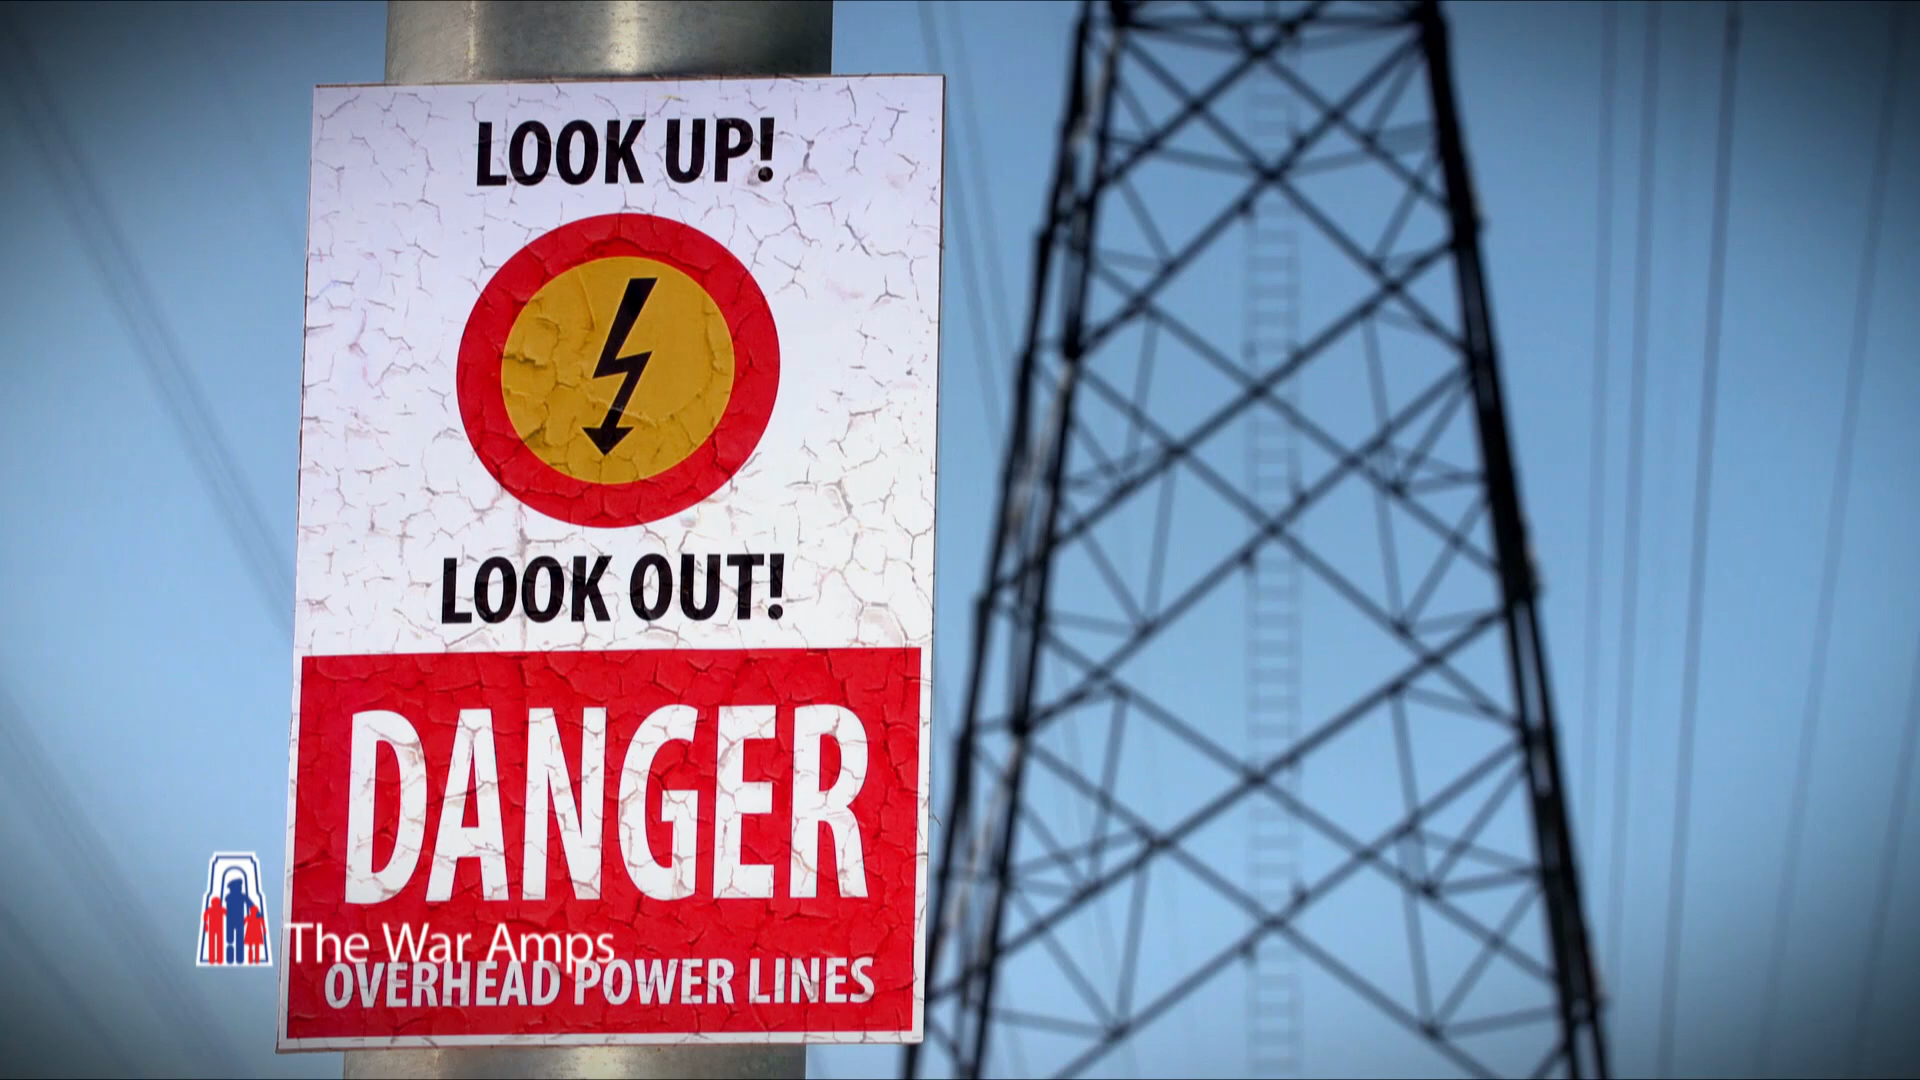 LOOK UP!
LOOK OUT!
DANGER
The War Amps
OVERHEAD POWER LINES